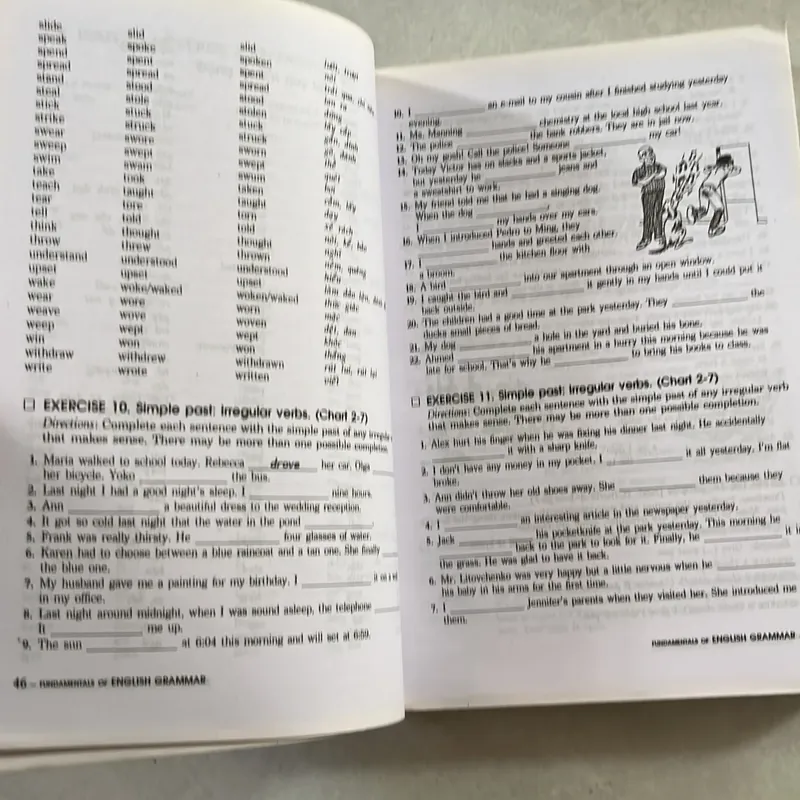 slide slid slid
speak spoke spoken
spend spent spent
spread spread spread
stand stood stood
steal stole stolen
stick stuck stuck
strike struck struck
swear swore sworn
sweep swept swept
swim swam swum
take took taken
teach taught taught
tear tore torn
tell told told
think thought thought
throw threw thrown
understand understood understood
upset upset upset
wake woke/waked woken/waked
wear wore worn
weave wove woven
weep wept wept
win won won
withdraw withdrew withdrawn
write wrote written
EXERCISE 10. Simple past: irregular verbs. (Chart 2-7)
Directions: Complete each sentence with the simple past of any irregular
that makes sense. There may be more than one possible completion.
1. Maria walked to school today. Rebecca drove her car. Olga
her bicycle. Yoko the bus.
2. Last night I had a good night's sleep. I nine hours.
3. Ann a beautiful dress to the wedding reception.
4. It got so cold last night that the water in the pond .
5. Frank was really thirsty. He four glasses of water.
6. Karen had to choose between a blue raincoat and a tan one. She finally
the blue one.
7. My husband gave me a painting for my birthday. I it on a
in my office.
8. Last night around midnight, when I was sound asleep, the telephone
It me up.
9. The sun at 6:04 this morning and will set at 6:59.
46 – FUNDAMENTALS OF ENGLISH GRAMMAR
10. I an e-mail to my cousin after I finished studying yesterday
evening.
11. Ms. Manning chemistry at the local high school last year.
12. The police the bank robbers. They are in jail now.
13. Oh my gosh! Call the police! Someone my car!
14. Today Victor has on slacks and a sports jacket,
but yesterday he jeans and
a sweatshirt to work.
15. My friend told me that he had a singing dog.
When the dog ,
I my hands over my ears.
16. When I introduced Pedro to Ming, they
hands and greeted each other.
17. I the kitchen floor with
a broom.
18. A bird into our apartment through an open window.
19. I caught the bird and it gently in my hands until I could put it
back outside.
20. The children had a good time at the park yesterday. They the
ducks small pieces of bread.
21. My dog a hole in the yard and buried his bone.
22. Ahmed his apartment in a hurry this morning because he was
late for school. That's why he to bring his books to class.
EXERCISE 11. Simple past: irregular verbs. (Chart 2-7)
Directions: Complete each sentence with the simple past of any irregular verb
that makes sense. There may be more than one possible completion.
1. Alex hurt his finger when he was fixing his dinner last night. He accidentally
it with a sharp knife.
2. I don't have any money in my pocket. I it all yesterday. I'm flat
broke.
3. Ann didn't throw her old shoes away. She them because they
were comfortable.
4. I an interesting article in the newspaper yesterday.
5. Jack his pocketknife at the park yesterday. This morning he
back to the park to look for it. Finally, he it in
the grass. He was glad to have it back.
6. Mr. Litovchenko was very happy but a little nervous when he
his baby in his arms for the first time.
7. I Jennifer's parents when they visited her. She introduced me
them.
FUNDAMENTALS OF ENGLISH GRAMMAR